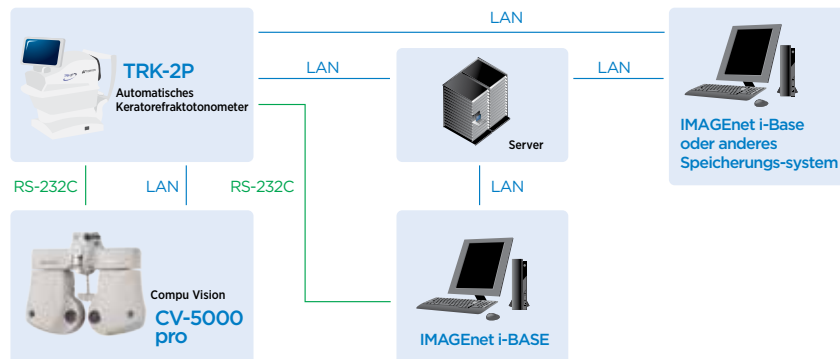 LAN
TRK-2P
Automatisches
Keratorefraktotonometer
LAN
LAN
Server
IMAGEnet i-Base
oder anderes
Speicherungs-system
RS-232C
LAN
RS-232C
LAN
Compu Vision
CV-5000
pro
IMAGEnet i-BASE